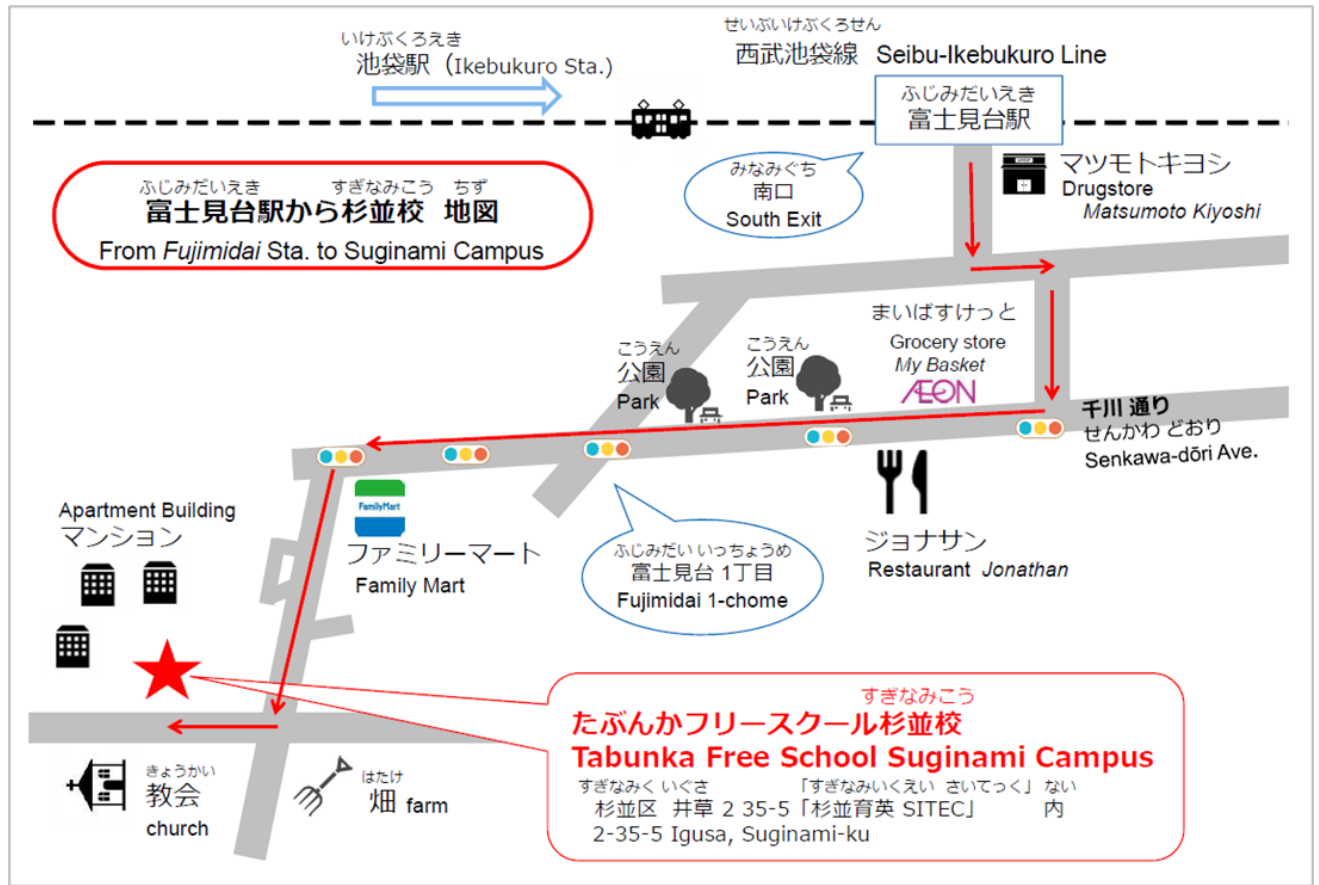 いけぶくろえき
池袋駅（Ikebukuro Sta.)
せいぶいけぶくろせん
西武池袋線 Seibu-Ikebukuro Line
ふじみだいえき
富士見台駅
みなみぐち
南口
South Exit
SHOP
マツモトキヨシ
Drugstore
Matsumoto Kiyoshi
ふじみだいえき すぎなみこう ちず
富士見台駅から杉並校 地図
From Fujimidai Sta. to Suginami Campus
まいばすけっと
Grocery store
My Basket
ÆON
こうえん
公園
Park
こうえん
公園
Park
千川 通り
せんかわ どおり
Senkawa-dōri Ave.
Apartment Building
マンション
FamilyMart
ファミリーマート
Family Mart
ふじみだい いっちょうめ
富士見台 1丁目
Fujimidai 1-chome
ジョナサン
Restaurant Jonathan
すぎなみこう
たぶんかフリースクール杉並校
Tabunka Free School Suginami Campus
すぎなみく いぐさ 「すぎなみいくえい さいてっく」 ない
杉並区 井草 2 35-5「杉並育英 SITEC」 内
2-35-5 Igusa, Suginami-ku
きょうかい
教会
church
はたけ
畑 farm